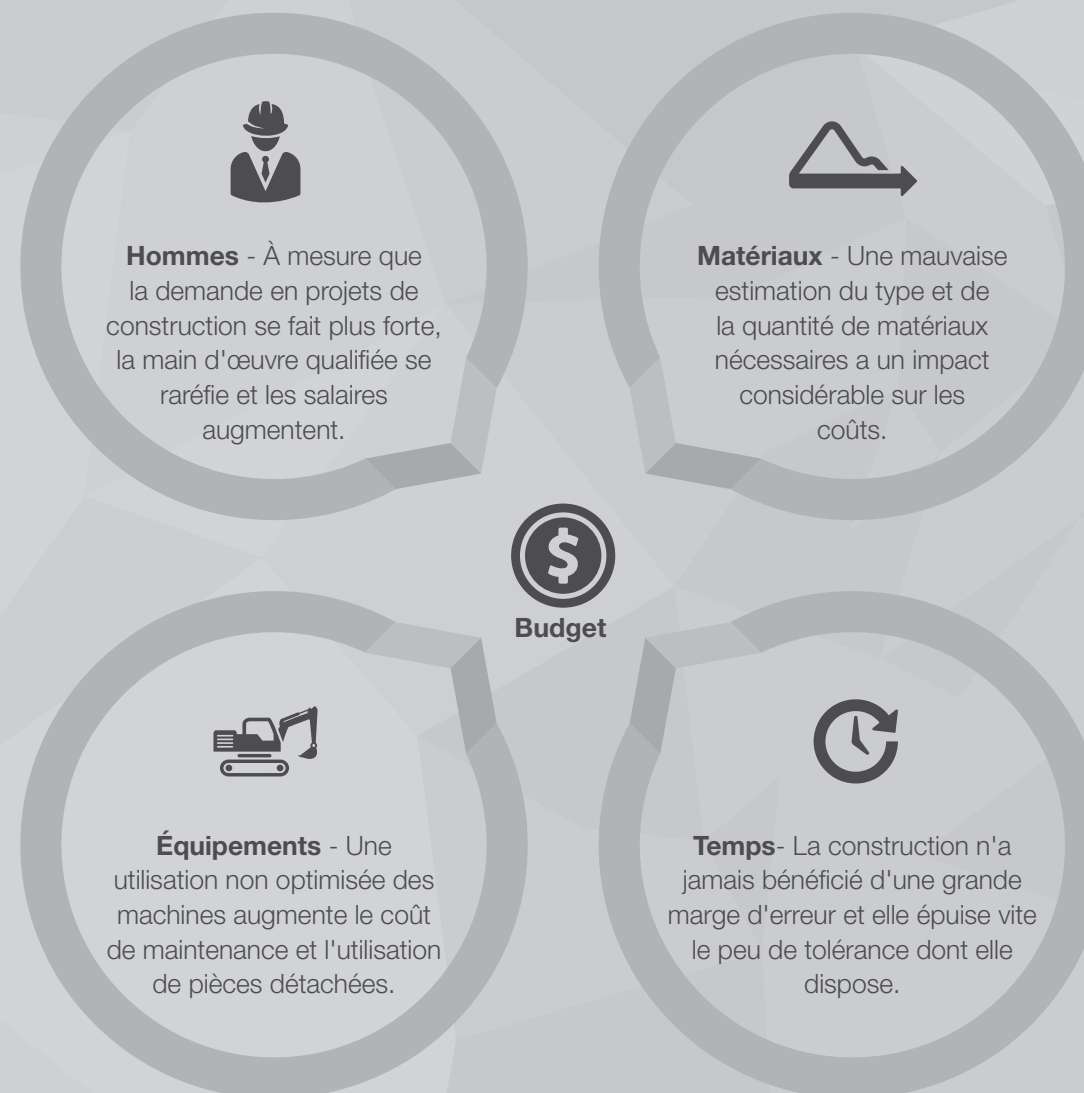 Hommes - À mesure que
la demande en projets de
construction se fait plus forte,
la main d'œuvre qualifiée se
raréfie et les salaires
augmentent.
Matériaux - Une mauvaise
estimation du type et de
la quantité de matériaux
nécessaires a un impact
considérable sur les
coûts.
$
Budget
Équipements - Une
utilisation non optimisée des
machines augmente le coût
de maintenance et l'utilisation
de pièces détachées.
Temps- La construction n'a
jamais bénéficié d'une grande
marge d'erreur et elle épuise vite
le peu de tolérance dont elle
dispose.